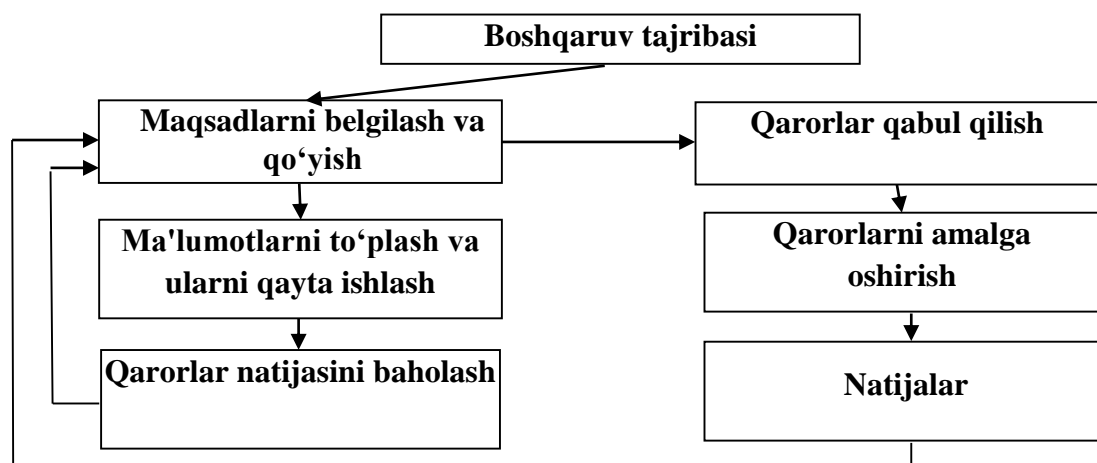 Boshqaruv tajribasi
Maqsadlarni belgilash va
qo‘yish
Qarorlar qabul qilish
Ma'lumotlarni to‘plash va
ularni qayta ishlash
Qarorlarni amalga
oshirish
Qarorlar natijasini baholash
Natijalar